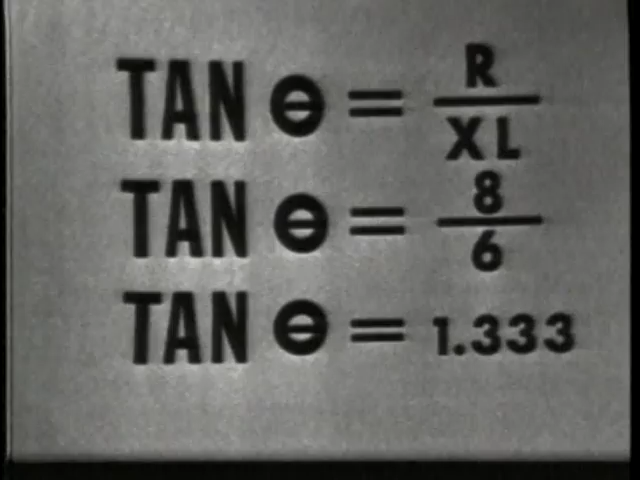 TAN Θ = R / XL
TAN Θ = 8 / 6
TAN Θ = 1.333